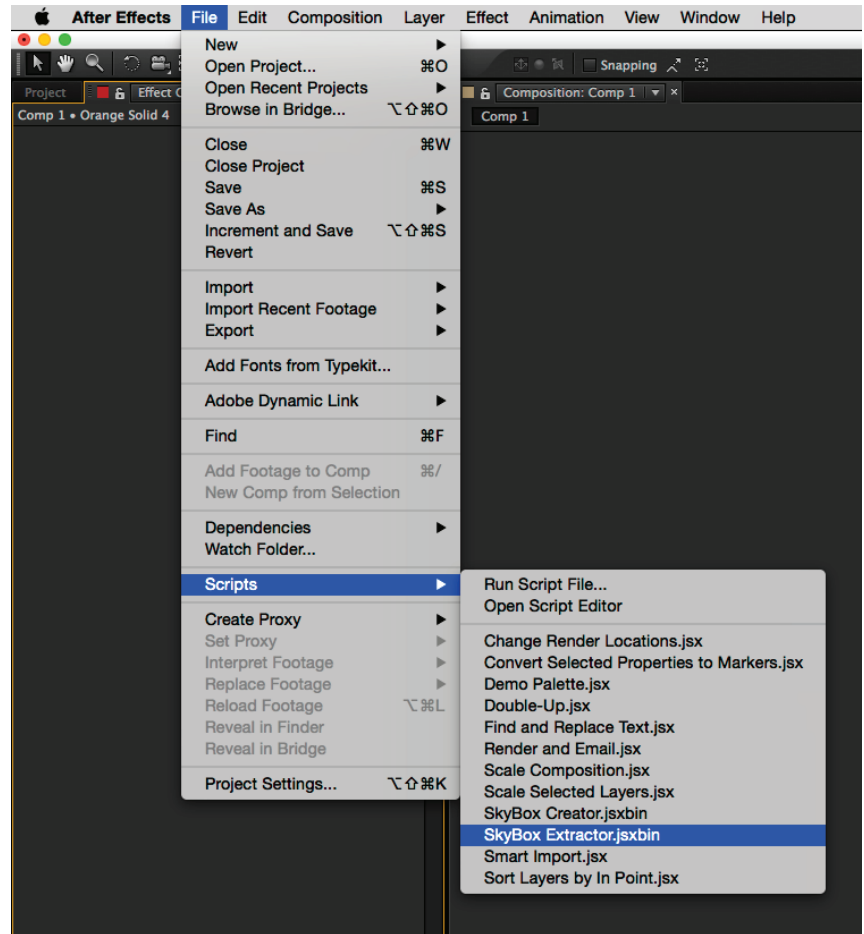 After Effects File Edit Composition Layer Effect Animation View Window Help
Snapping
Project Effect C
Composition: Comp 1 ×
Comp 1 • Orange Solid 4
Comp 1
New ▶
Open Project... ⌘O
Open Recent Projects ▶
Browse in Bridge... ⌥⇧⌘O
Close ⌘W
Close Project
Save ⌘S
Save As ▶
Increment and Save ⌥⇧⌘S
Revert
Import ▶
Import Recent Footage ▶
Export ▶
Add Fonts from Typekit...
Adobe Dynamic Link ▶
Find ⌘F
Add Footage to Comp ⌘/
New Comp from Selection
Dependencies ▶
Watch Folder...
Scripts ▶
Create Proxy ▶
Set Proxy ▶
Interpret Footage ▶
Replace Footage ▶
Reload Footage ⌥⌘L
Reveal in Finder
Reveal in Bridge
Project Settings... ⌥⇧⌘K
Run Script File...
Open Script Editor
Change Render Locations.jsx
Convert Selected Properties to Markers.jsx
Demo Palette.jsx
Double-Up.jsx
Find and Replace Text.jsx
Render and Email.jsx
Scale Composition.jsx
Scale Selected Layers.jsx
SkyBox Creator.jsxbin
SkyBox Extractor.jsxbin
Smart Import.jsx
Sort Layers by In Point.jsx